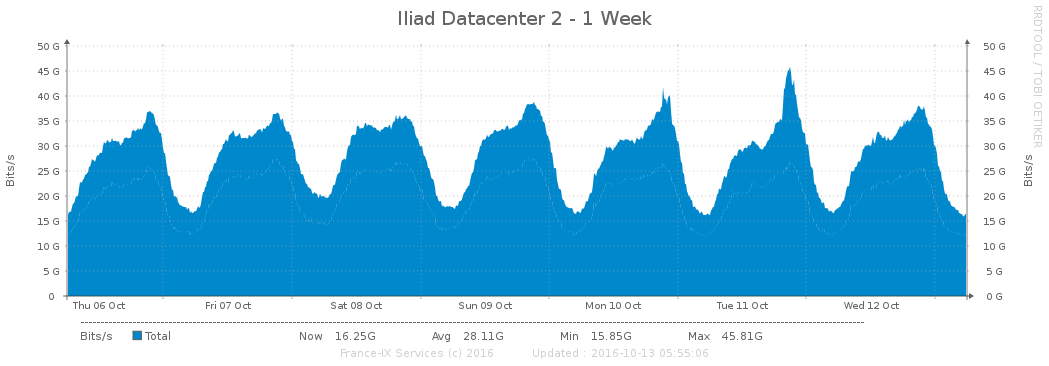 Iliad Datacenter 2 - 1 Week
RRDTOOL / TOBI OETIKER
50 G 50 G
45 G 45 G
40 G 40 G
35 G 35 G
30 G 30 G
25 G 25 G
20 G 20 G
15 G 15 G
10 G 10 G
5 G 5 G
0 0 G
Bits/s
Bits/s
Thu 06 Oct Fri 07 Oct Sat 08 Oct Sun 09 Oct Mon 10 Oct Tue 11 Oct Wed 12 Oct
Bits/s Total Now 16.25G Avg 28.11G Min 15.85G Max 45.81G
France-IX Services (c) 2016 Updated : 2016-10-13 05:55:06